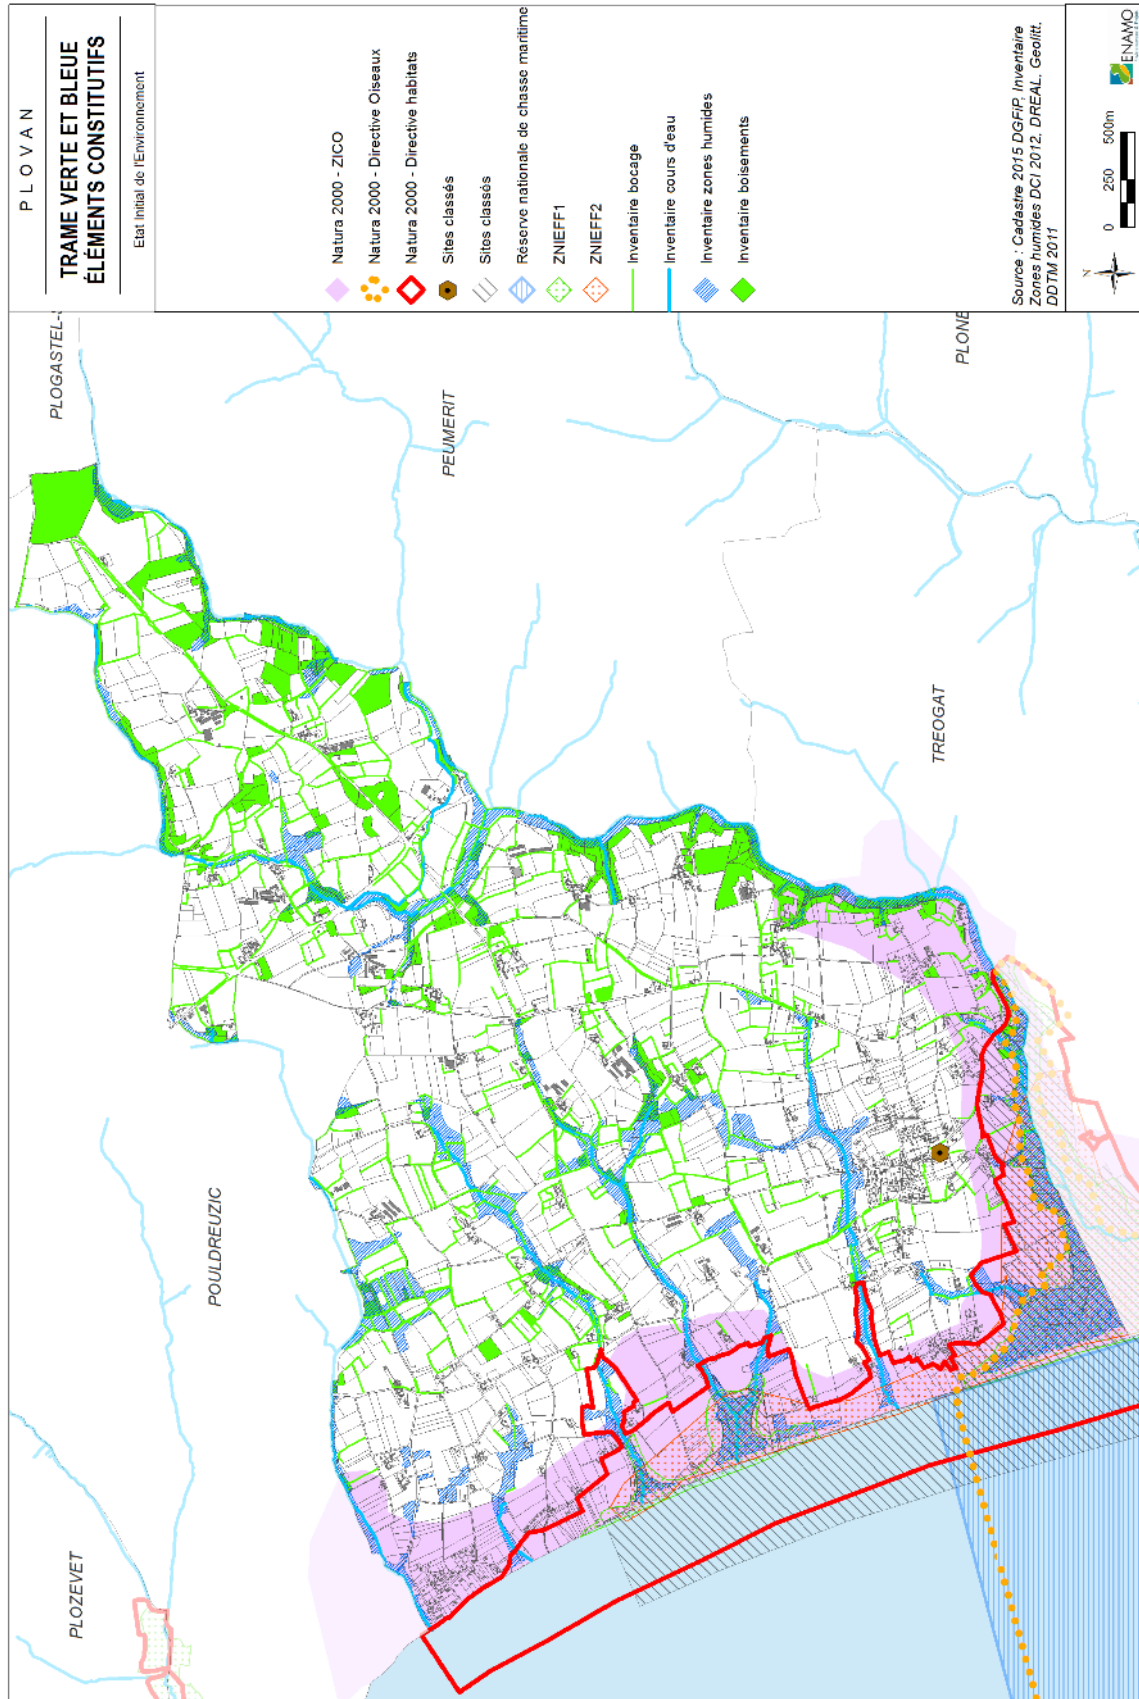 PLOVAN
TRAME VERTE ET BLEUE
ÉLÉMENTS CONSTITUTIFS
Etat Initial de l'Environnement
Natura 2000 - ZICO
Natura 2000 - Directive Oiseaux
Natura 2000 - Directive habitats
Sites classés
Sites classés
Réserve nationale de chasse maritime
ZNIEFF1
ZNIEFF2
Inventaire bocage
Inventaire cours d'eau
Inventaire zones humides
Inventaire boisements
Source : Cadastre 2015 DGFiP, Inventaire
Zones humides DCI 2012, DREAL, Geolitt,
DDTM 2011
N
0 250 500m
ENAMO
PLOGASTEL-S
PEUMERIT
PLONE
TREOGAT
POULDREUZIC
PLOZEVET